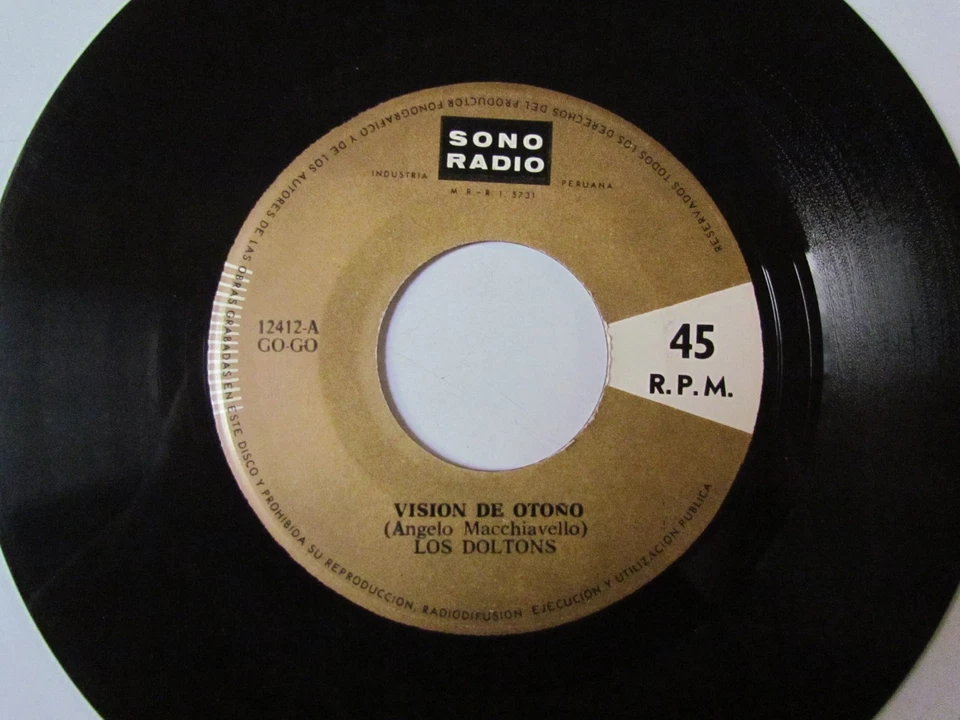 SONO
RADIO
INDUSTRIA PERUANA
M. R. - R. I. 5731
12412-A
GO-GO
45
R.P.M.
VISION DE OTOÑO
(Angelo Macchiavello)
LOS DOLTONS
RESERVADOS TODOS LOS DERECHOS DEL PRODUCTOR FONOGRAFICO Y DE LOS AUTORES DE LAS OBRAS GRABADAS EN ESTE DISCO Y PROHIBIDA SU REPRODUCCION, RADIODIFUSION EJECUCION Y UTILIZACION PUBLICA